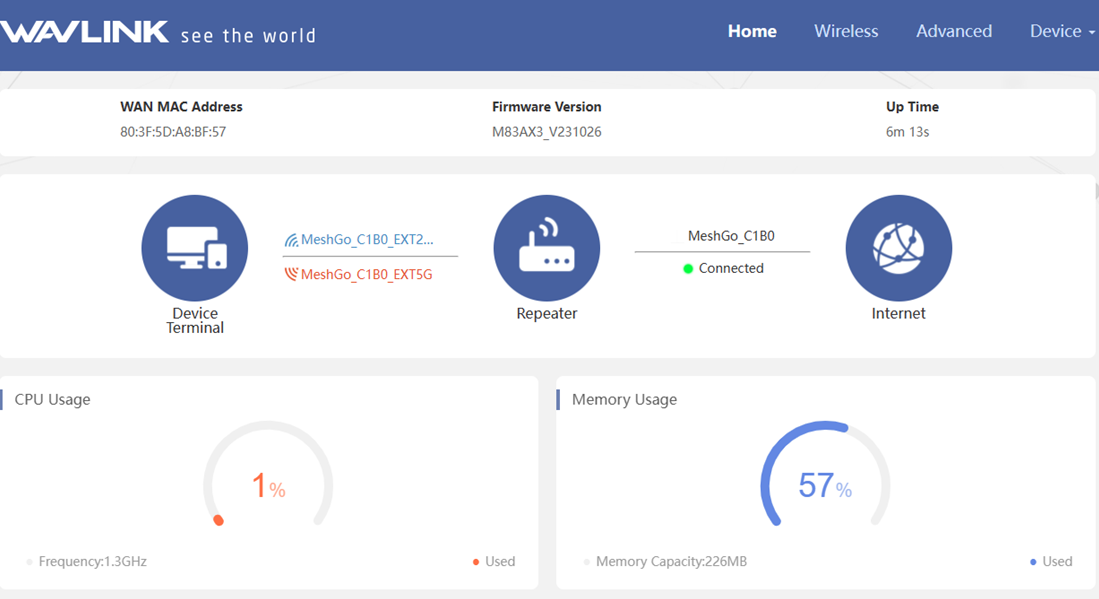 WAVLINK see the world
Home Wireless Advanced Device
WAN MAC Address Firmware Version Up Time
80:3F:5D:A8:BF:57 M83AX3_V231026 6m 13s
MeshGo_C1B0_EXT2... MeshGo_C1B0
MeshGo_C1B0_EXT5G Connected
Device Repeater Internet
Terminal
CPU Usage Memory Usage
1% 57%
Frequency:1.3GHz Used Memory Capacity:226MB Used